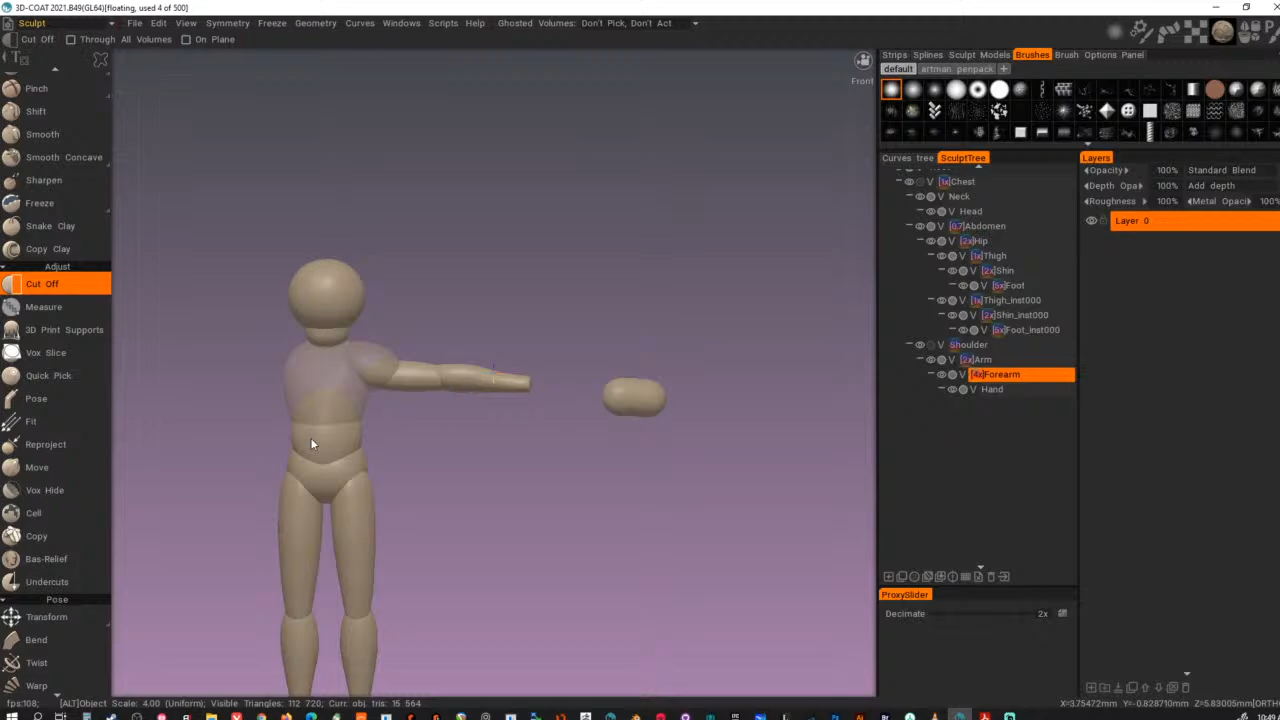 3D-COAT 2021.B49(GL64)[floating, used 4 of 500]
Sculpt File Edit View Symmetry Freeze Geometry Curves Windows Scripts Help Ghosted Volumes: Don't Pick, Don't Act
Cut Off Through All Volumes On Plane
Strips Splines Sculpt Models Brushes Brush Options Panel
default artman penpack +
Front
Pinch
Shift
Smooth
Smooth Concave
Sharpen
Freeze
Snake Clay
Copy Clay
Adjust
Cut Off
Measure
3D Print Supports
Vox Slice
Quick Pick
Pose
Fit
Reproject
Move
Vox Hide
Cell
Copy
Bas-Relief
Undercuts
Pose
Transform
Bend
Twist
Warp
Curves tree SculptTree
V [1x]Chest
V Neck
V Head
V [0.7]Abdomen
V [2x]Hip
V [1x]Thigh
V [2x]Shin
V [5x]Foot
V [1x]Thigh_inst000
V [2x]Shin_inst000
V [5x]Foot_inst000
V Shoulder
V [2x]Arm
V [4x]Forearm
V Hand
ProxySlider
Decimate 2x
Layers
Opacity 100% Standard Blend
Depth Opa 100% Add depth
Roughness 100% Metal Opaci 100%
Layer 0
fps:108; [ALT]Object Scale: 4.00 (Uniform), Visible Triangles: 112 720, Curr. obj. tris: 15 564
X=3.75472m Y=-0.828710m Z=5.83005m[ORTH
10:49